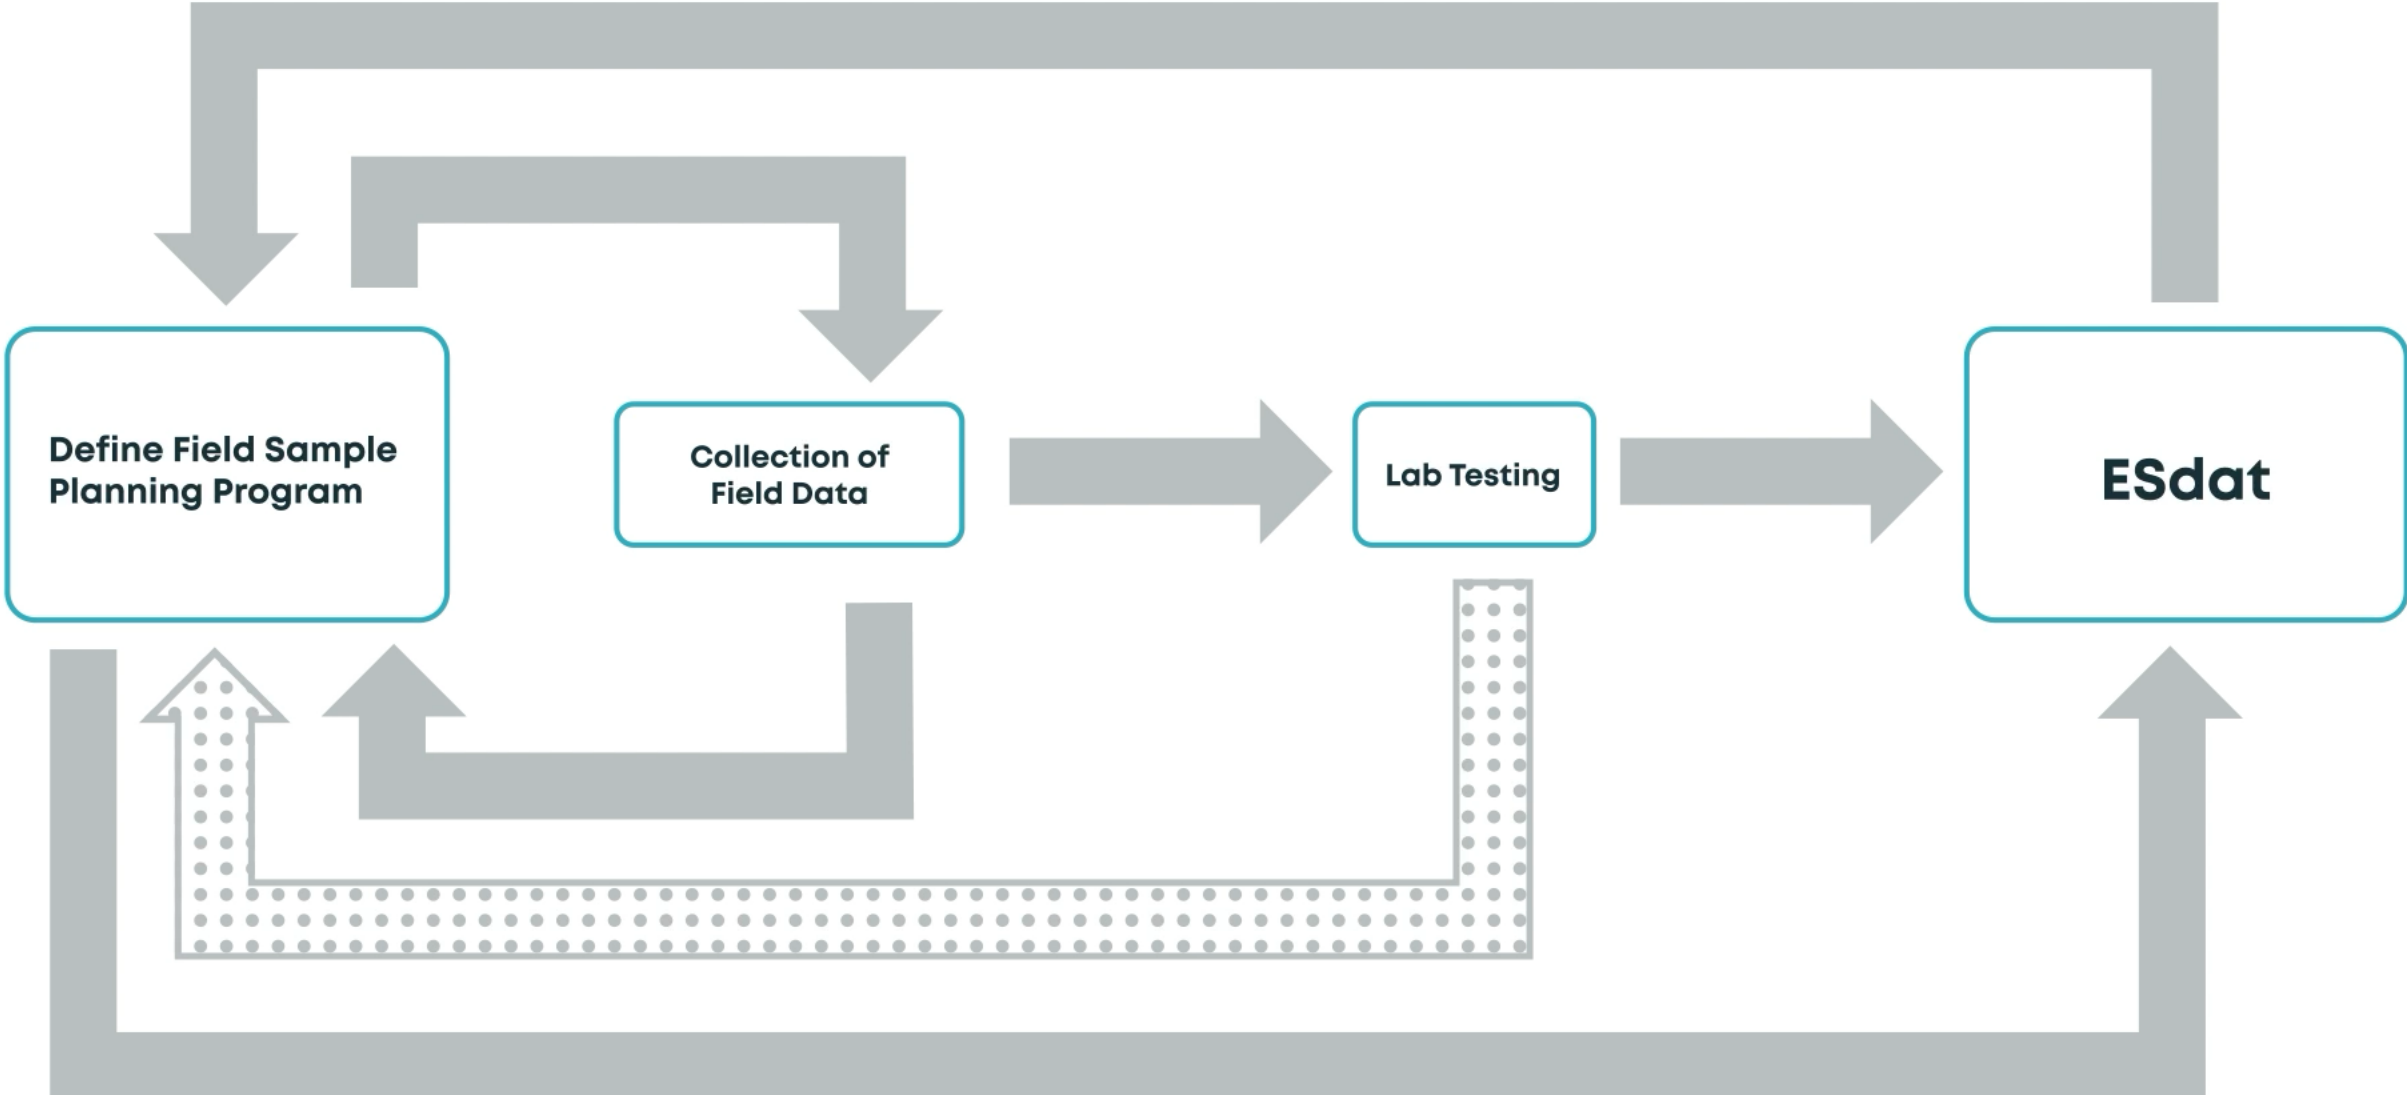 Define Field Sample
Planning Program
Collection of
Field Data
Lab Testing
ESdat